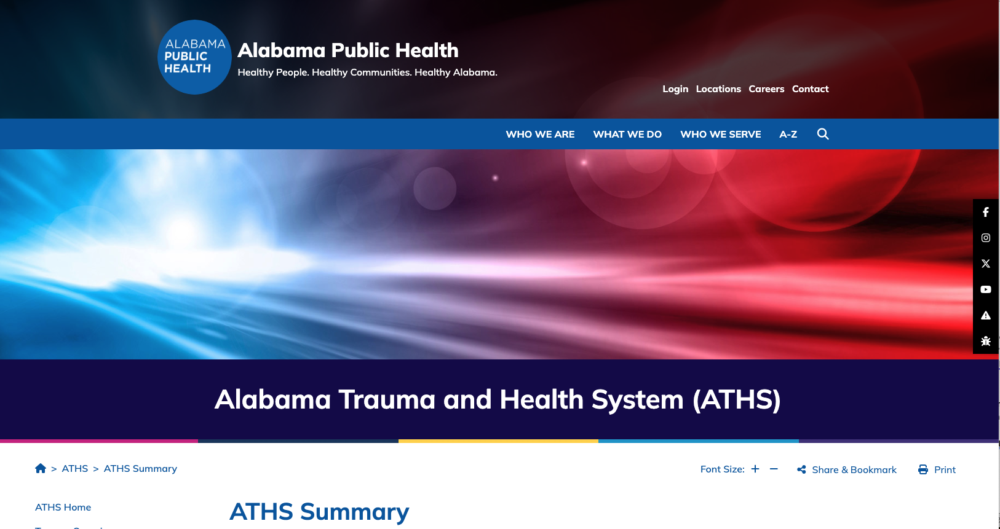 ALABAMA
PUBLIC
HEALTH
Alabama Public Health
Healthy People. Healthy Communities. Healthy Alabama.
Login Locations Careers Contact
WHO WE ARE WHAT WE DO WHO WE SERVE A-Z
Alabama Trauma and Health System (ATHS)
> ATHS > ATHS Summary
Font Size: + − Share & Bookmark Print
ATHS Home
ATHS Summary